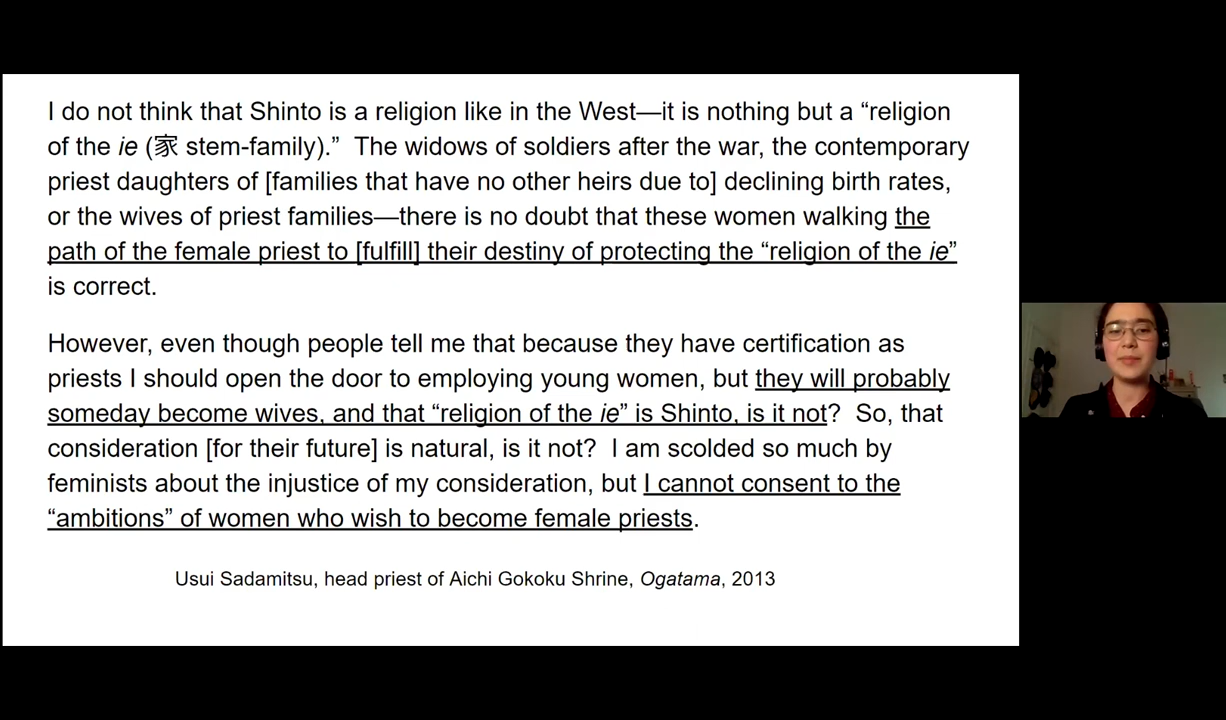 I do not think that Shinto is a religion like in the West—it is nothing but a “religion
of the ie (家 stem-family).”  The widows of soldiers after the war, the contemporary
priest daughters of [families that have no other heirs due to] declining birth rates,
or the wives of priest families—there is no doubt that these women walking the
path of the female priest to [fulfill] their destiny of protecting the “religion of the ie”
is correct.
However, even though people tell me that because they have certification as
priests I should open the door to employing young women, but they will probably
someday become wives, and that “religion of the ie” is Shinto, is it not?  So, that
consideration [for their future] is natural, is it not?  I am scolded so much by
feminists about the injustice of my consideration, but I cannot consent to the
“ambitions” of women who wish to become female priests.
Usui Sadamitsu, head priest of Aichi Gokoku Shrine, Ogatama, 2013